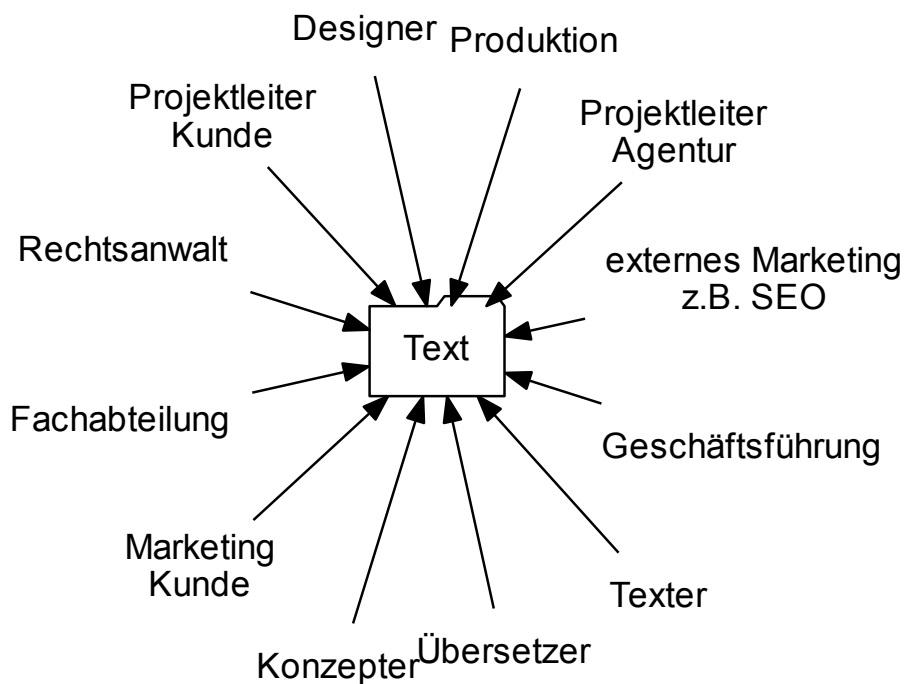 Designer
Produktion
Projektleiter
Kunde
Projektleiter
Agentur
Rechtsanwalt
externes Marketing
z.B. SEO
Text
Fachabteilung
Geschäftsführung
Marketing
Kunde
Texter
Konzepter
Übersetzer